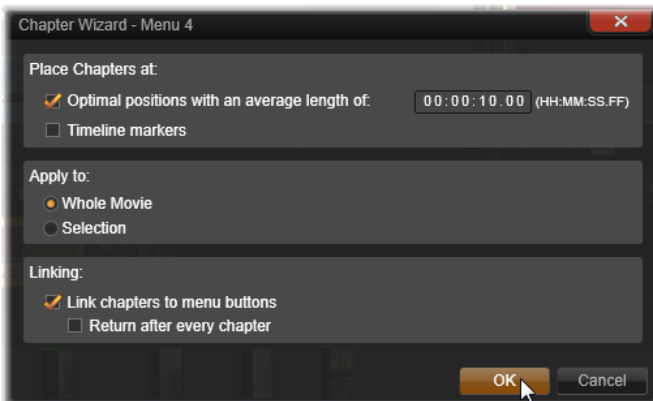 Chapter Wizard - Menu 4
Place Chapters at:
Optimal positions with an average length of: 00:00:10.00 (HH:MM:SS.FF)
Timeline markers
Apply to:
Whole Movie
Selection
Linking:
Link chapters to menu buttons
Return after every chapter
OK Cancel